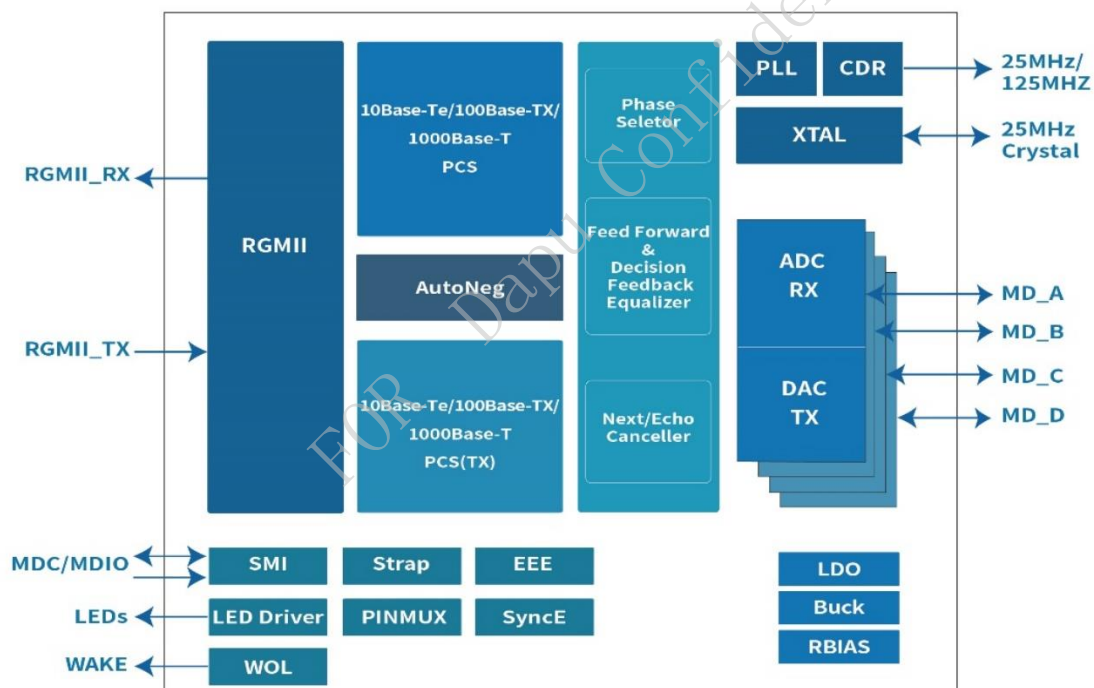 FOR Dapu Confiden
RGMII_RX
RGMII_TX
RGMII
10Base-Te/100Base-TX/
1000Base-T
PCS
AutoNeg
10Base-Te/100Base-TX/
1000Base-T
PCS(TX)
Phase
Seletor
Feed Forward
&
Decision
Feedback
Equalizer
Next/Echo
Canceller
PLL
CDR
25MHz/
125MHZ
XTAL
25MHz
Crystal
ADC
RX
DAC
TX
MD_A
MD_B
MD_C
MD_D
MDC/MDIO
SMI
Strap
EEE
LEDs
LED Driver
PINMUX
SyncE
WAKE
WOL
LDO
Buck
RBIAS